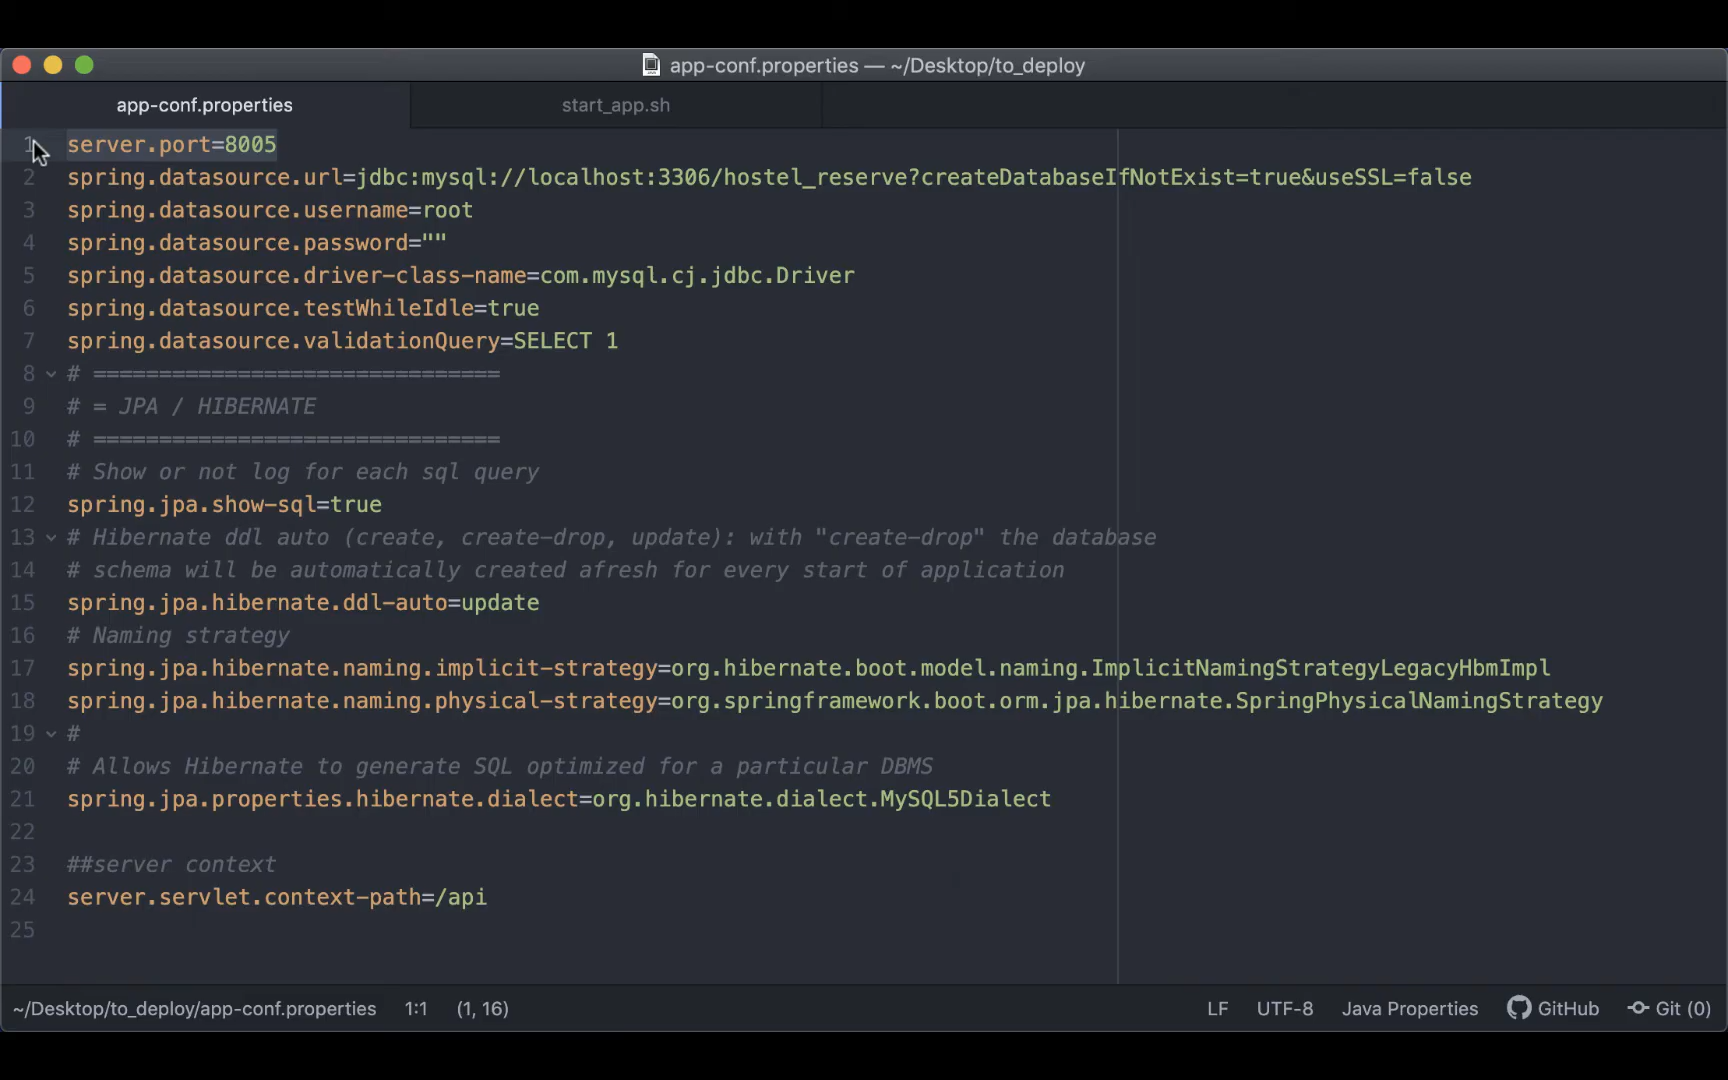 app-conf.properties — ~/Desktop/to_deploy
app-conf.properties
start_app.sh
1 server.port=8005
2 spring.datasource.url=jdbc:mysql://localhost:3306/hostel_reserve?createDatabaseIfNotExist=true&useSSL=false
3 spring.datasource.username=root
4 spring.datasource.password=""
5 spring.datasource.driver-class-name=com.mysql.cj.jdbc.Driver
6 spring.datasource.testWhileIdle=true
7 spring.datasource.validationQuery=SELECT 1
8 # ===============================
9 # = JPA / HIBERNATE
10 # ===============================
11 # Show or not log for each sql query
12 spring.jpa.show-sql=true
13 # Hibernate ddl auto (create, create-drop, update): with "create-drop" the database
14 # schema will be automatically created afresh for every start of application
15 spring.jpa.hibernate.ddl-auto=update
16 # Naming strategy
17 spring.jpa.hibernate.naming.implicit-strategy=org.hibernate.boot.model.naming.ImplicitNamingStrategyLegacyHbmImpl
18 spring.jpa.hibernate.naming.physical-strategy=org.springframework.boot.orm.jpa.hibernate.SpringPhysicalNamingStrategy
19 #
20 # Allows Hibernate to generate SQL optimized for a particular DBMS
21 spring.jpa.properties.hibernate.dialect=org.hibernate.dialect.MySQL5Dialect
22
23 ##server context
24 server.servlet.context-path=/api
25
~/Desktop/to_deploy/app-conf.properties 1:1 (1, 16) LF UTF-8 Java Properties GitHub Git (0)